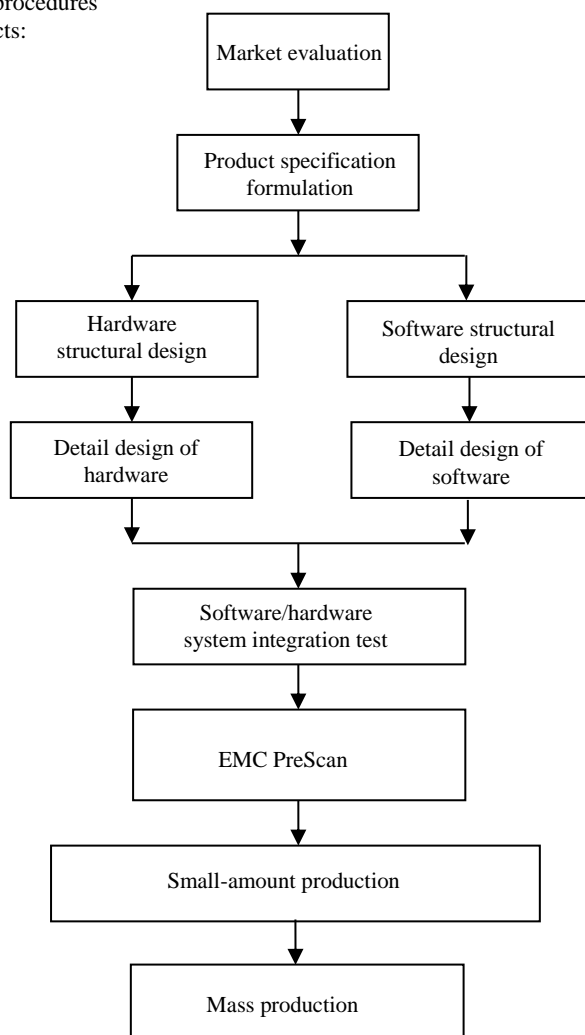 procedures
Market evaluation
Product specification
formulation
Hardware
structural design
Software structural
design
Detail design of
hardware
Detail design of
software
Software/hardware
system integration test
EMC PreScan
Small-amount production
Mass production